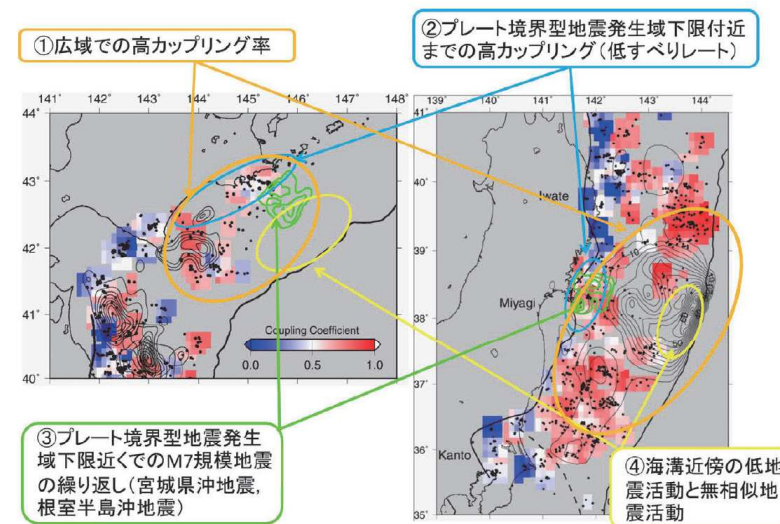 ①広域での高カップリング率
②プレート境界型地震発生域下限付近
までの高カップリング(低すべりレート)
141° 142° 143° 144° 145° 146° 147° 148°
44°
43°
42°
41°
40°
Coupling Coefficient
0.0 0.5 1.0
139° 140° 141° 142° 143° 144°
41°
40°
39°
38°
37°
36°
35°
Iwate
Miyagi
Kanto
10
50
③プレート境界型地震発生
域下限近くでのM7規模地震
の繰り返し(宮城県沖地震,
根室半島沖地震)
④海溝近傍の低地
震活動と無相似地
震活動